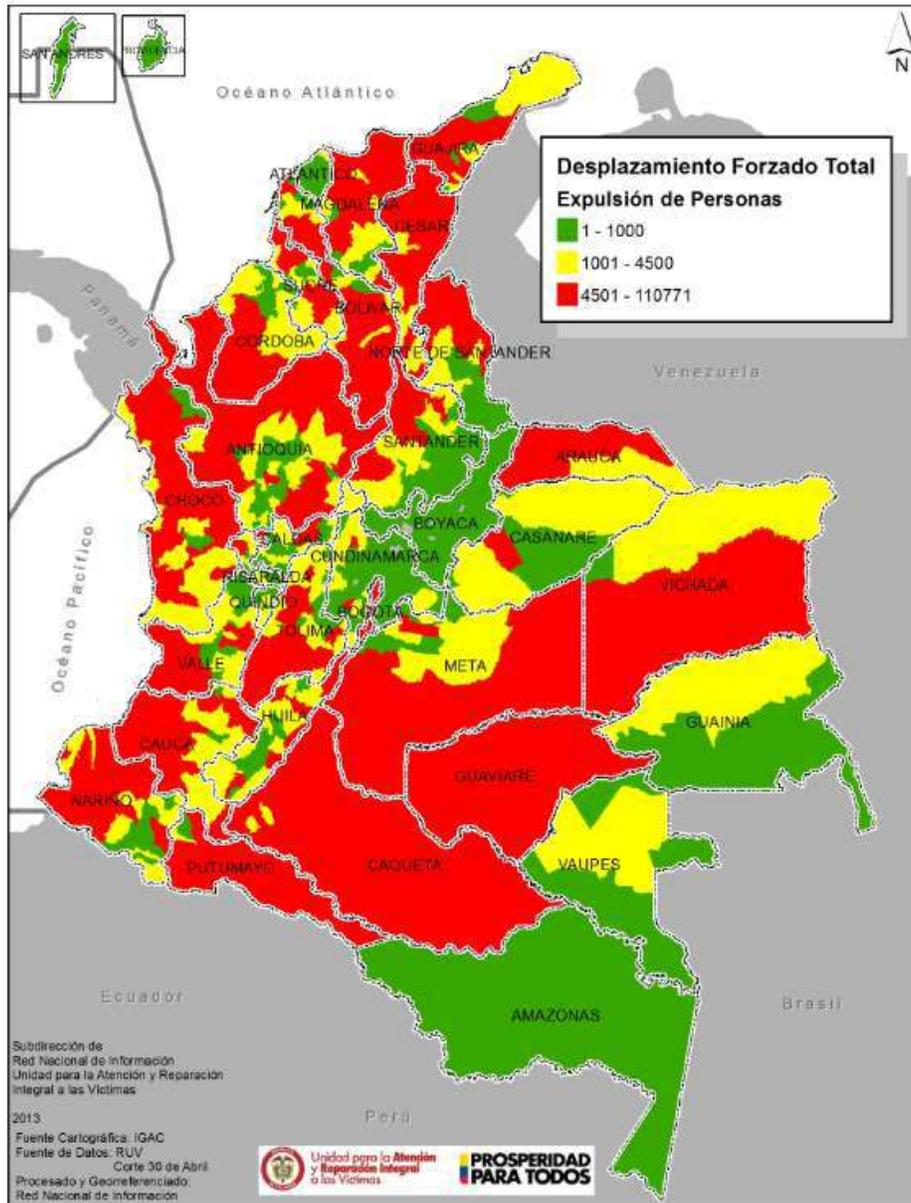 SAN ANDRES
PROVIDENCIA
N
Océano Atlántico
GUAJIRA
ATLANTICO
MAGDALENA
CESAR
Desplazamiento Forzado Total
Expulsión de Personas
1 - 1000
1001 - 4500
4501 - 110771
Panamá
SUCRE
BOLIVAR
CORDOBA
NORTE DE SANTANDER
Venezuela
ANTIOQUIA
SANTANDER
ARAUCA
CHOCO
BOYACA
CASANARE
CALDAS
CUNDINAMARCA
RISARALDA
VICHADA
QUINDIO
BOGOTA
TOLIMA
Océano Pacífico
VALLE
META
HUILA
GUAINIA
CAUCA
GUAVIARE
NARIÑO
PUTUMAYO
CAQUETA
VAUPES
Ecuador
Brasil
AMAZONAS
Perú
Subdirección de
Red Nacional de Información
Unidad para la Atención y Reparación
Integral a las Víctimas
2013
Fuente Cartográfica: IGAC
Fuente de Datos: RUV
Corte 30 de Abril
Procesado y Georreferenciado:
Red Nacional de Información
Unidad para la Atención
y Reparación Integral
a las Víctimas
PROSPERIDAD
PARA TODOS